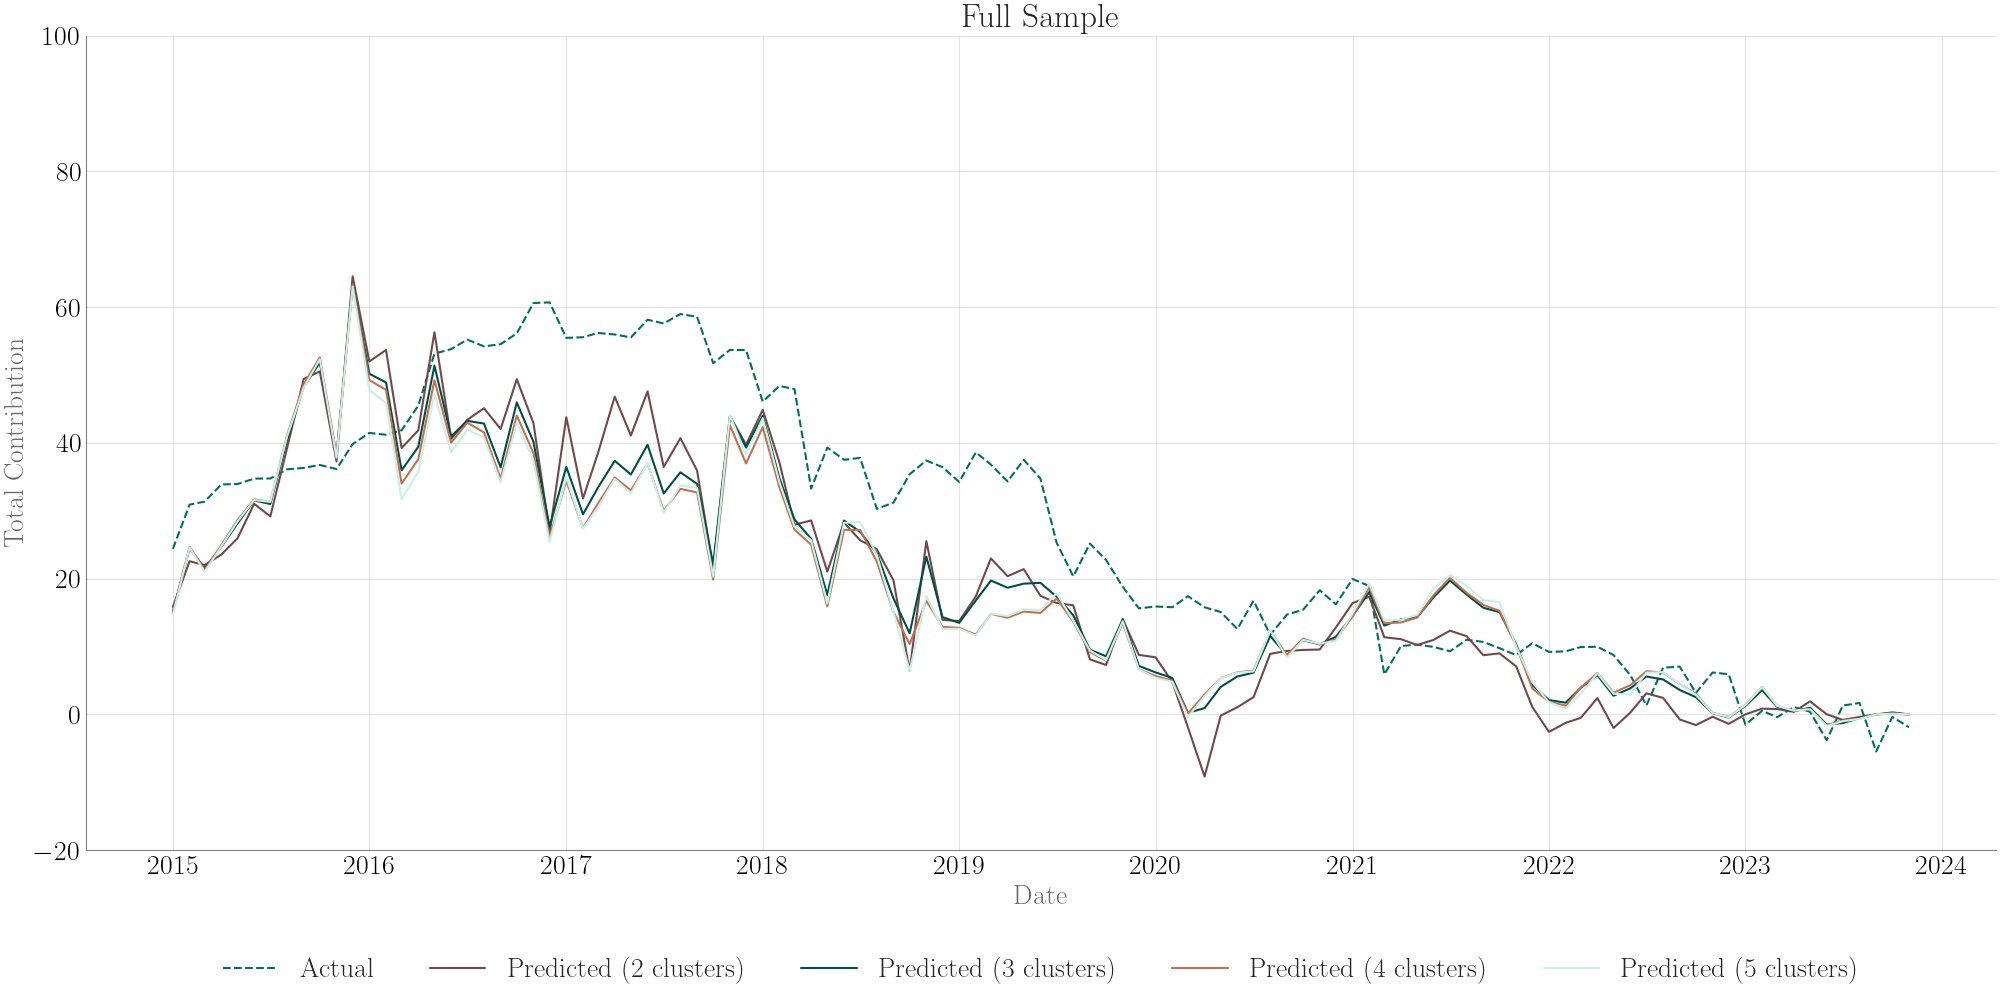 Full Sample
100
80
60
40
20
0
−20
Total Contribution
2015 2016 2017 2018 2019 2020 2021 2022 2023 2024
Date
Actual Predicted (2 clusters) Predicted (3 clusters) Predicted (4 clusters) Predicted (5 clusters)